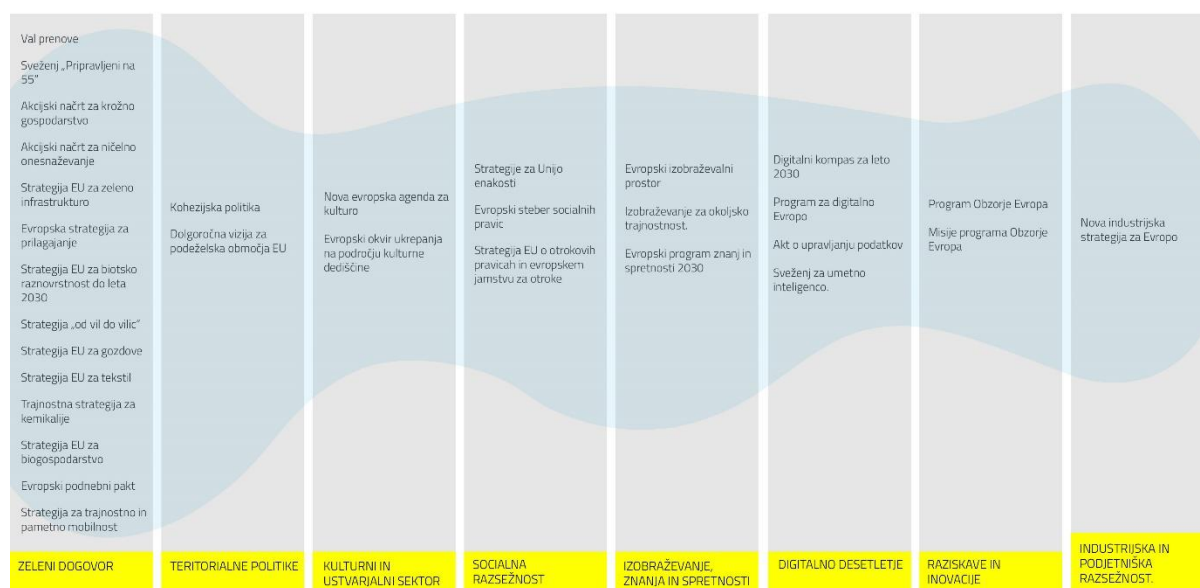 Val prenove
Sveženj „Pripravljeni na
55“
Akcijski načrt za krožno
gospodarstvo
Akcijski načrt za ničelno
onesnaževanje
Strategija EU za zeleno
infrastrukturo
Evropska strategija za
prilagajanje
Strategija EU za biotsko
raznovrstnost do leta
2030
Strategija „od vil do vilic“
Strategija EU za gozdove
Strategija EU za tekstil
Trajnostna strategija za
kemikalije
Strategija EU za
biogospodarstvo
Evropski podnebni pakt
Strategija za trajnostno in
pametno mobilnost
ZELENI DOGOVOR
Kohezijska politika
Dolgoročna vizija za
podeželska območja EU
TERITORIALNE POLITIKE
Nova evropska agenda za
kulturo
Evropski okvir ukrepanja
na področju kulturne
dediščine
KULTURNI IN
USTVARJALNI SEKTOR
Strategije za Unijo
enakosti
Evropski steber socialnih
pravic
Strategija EU o otrokovih
pravicah in evropskem
jamstvu za otroke
SOCIALNA
RAZSEŽNOST
Evropski izobraževalni
prostor
Izobraževanje za okoljsko
trajnostnost.
Evropski program znanj in
spretnosti 2030
IZOBRAŽEVANJE,
ZNANJA IN SPRETNOSTI
Digitalni kompas za leto
2030
Program za digitalno
Evropo
Akt o upravljanju podatkov
Sveženj za umetno
inteligenco.
DIGITALNO DESETLETJE
Program Obzorje Evropa
Misije programa Obzorje
Evropa
RAZISKAVE IN
INOVACIJE
Nova industrijska
strategija za Evropo
INDUSTRIJSKA IN
PODJETNIŠKA
RAZSEŽNOST.